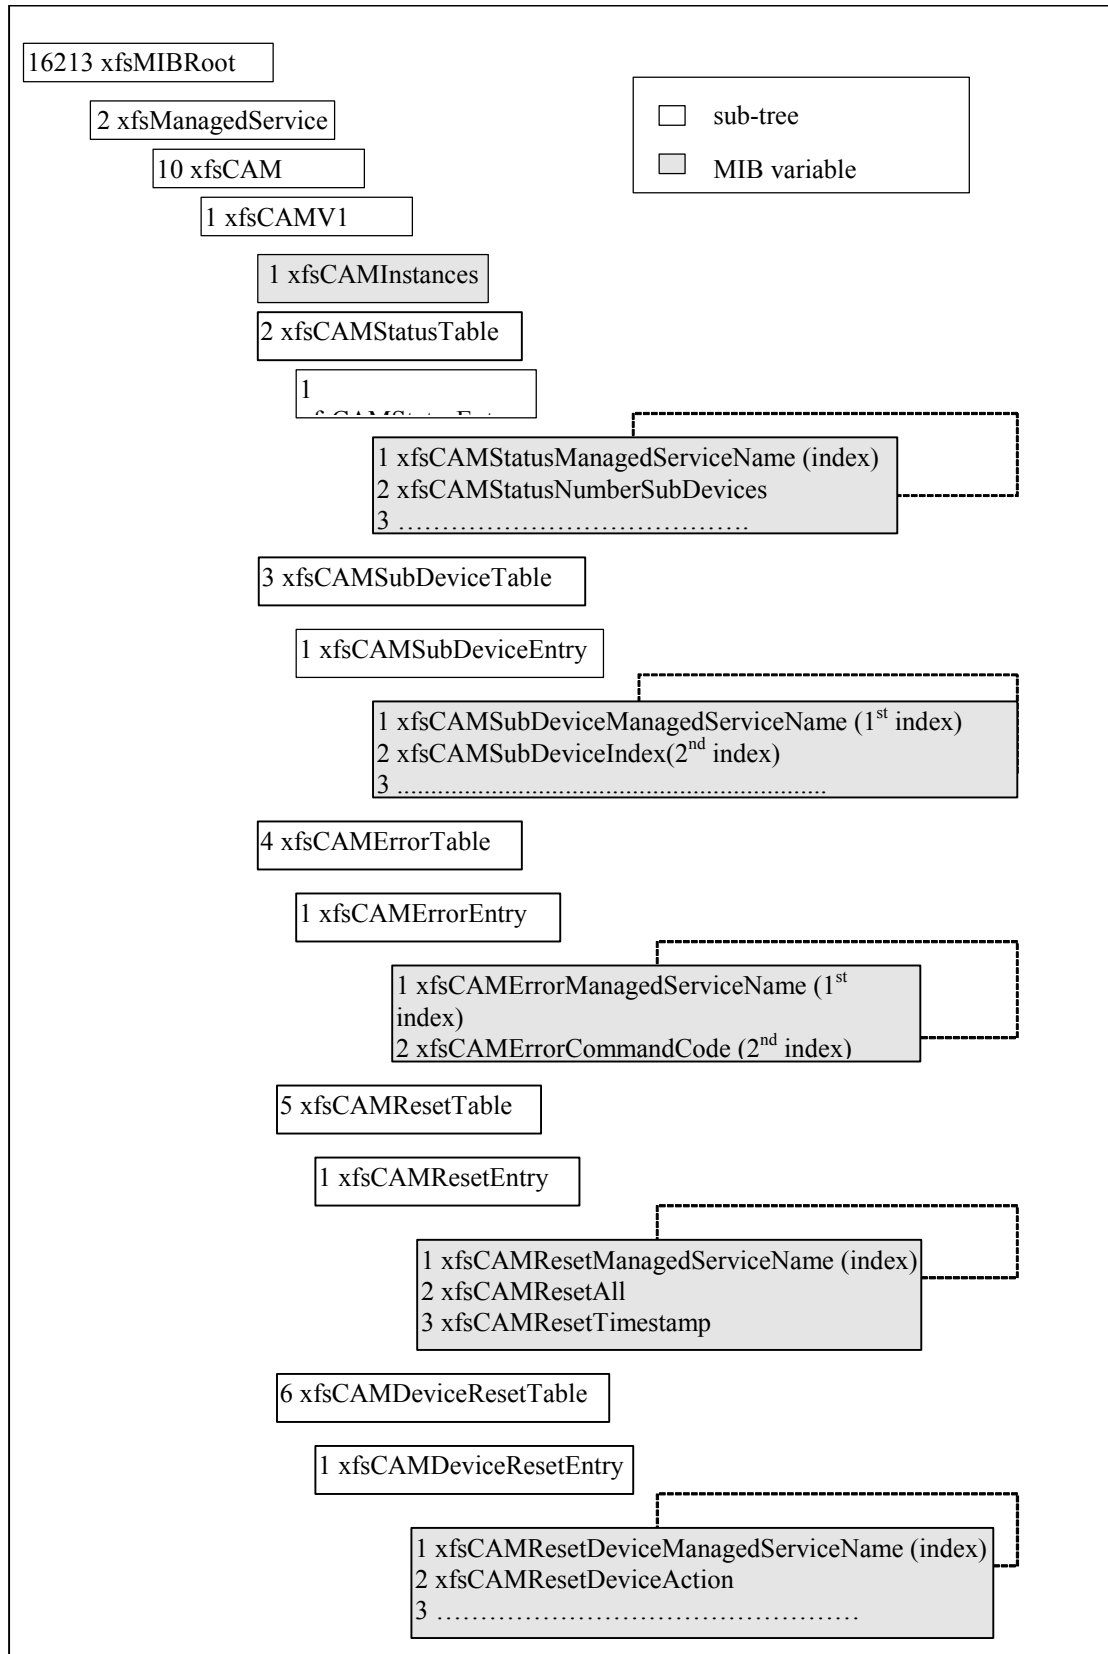 16213 xfsMIBRoot
2 xfsManagedService
sub-tree
10 xfsCAM
MIB variable
1 xfsCAMV1
1 xfsCAMInstances
2 xfsCAMStatusTable
1
1 xfsCAMStatusManagedServiceName (index)
2 xfsCAMStatusNumberSubDevices
3 ………………………………….
3 xfsCAMSubDeviceTable
1 xfsCAMSubDeviceEntry
1 xfsCAMSubDeviceManagedServiceName (1st index)
2 xfsCAMSubDeviceIndex(2nd index)
3 ................................................................
4 xfsCAMErrorTable
1 xfsCAMErrorEntry
1 xfsCAMErrorManagedServiceName (1st
index)
2 xfsCAMErrorCommandCode (2nd index)
5 xfsCAMResetTable
1 xfsCAMResetEntry
1 xfsCAMResetManagedServiceName (index)
2 xfsCAMResetAll
3 xfsCAMResetTimestamp
6 xfsCAMDeviceResetTable
1 xfsCAMDeviceResetEntry
1 xfsCAMResetDeviceManagedServiceName (index)
2 xfsCAMResetDeviceAction
3 …………………………………………